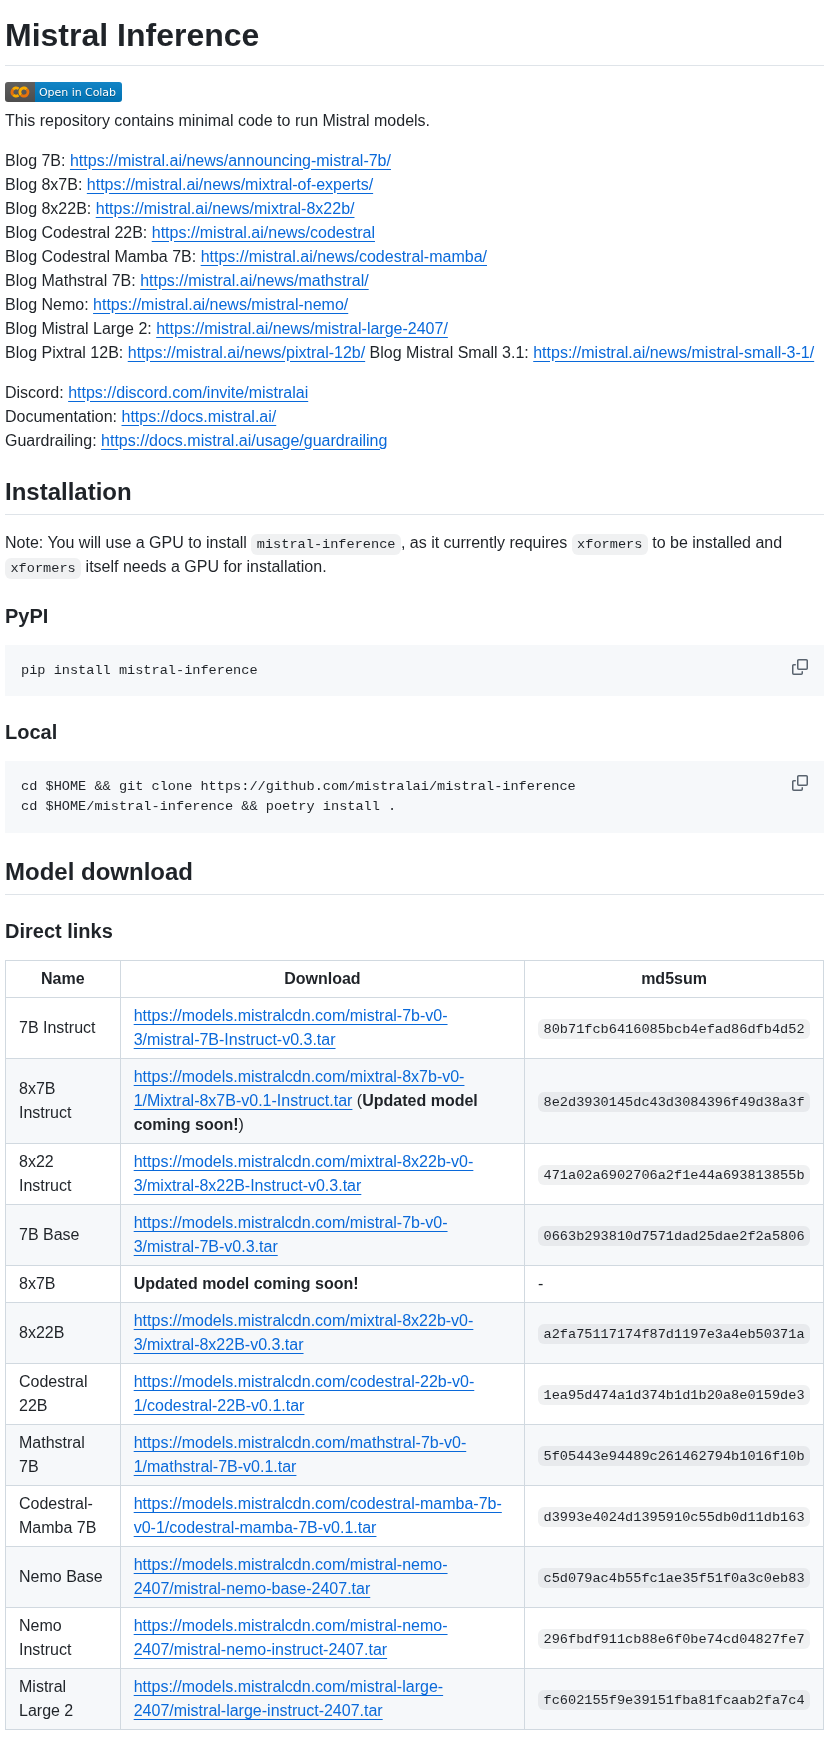 Mistral Inference
Open in Colab
This repository contains minimal code to run Mistral models.
Blog 7B: https://mistral.ai/news/announcing-mistral-7b/
Blog 8x7B: https://mistral.ai/news/mixtral-of-experts/
Blog 8x22B: https://mistral.ai/news/mixtral-8x22b/
Blog Codestral 22B: https://mistral.ai/news/codestral
Blog Codestral Mamba 7B: https://mistral.ai/news/codestral-mamba/
Blog Mathstral 7B: https://mistral.ai/news/mathstral/
Blog Nemo: https://mistral.ai/news/mistral-nemo/
Blog Mistral Large 2: https://mistral.ai/news/mistral-large-2407/
Blog Pixtral 12B: https://mistral.ai/news/pixtral-12b/ Blog Mistral Small 3.1: https://mistral.ai/news/mistral-small-3-1/
Discord: https://discord.com/invite/mistralai
Documentation: https://docs.mistral.ai/
Guardrailing: https://docs.mistral.ai/usage/guardrailing
Installation
Note: You will use a GPU to install mistral-inference, as it currently requires xformers to be installed and
xformers itself needs a GPU for installation.
PyPI
pip install mistral-inference
Local
cd $HOME && git clone https://github.com/mistralai/mistral-inference
cd $HOME/mistral-inference && poetry install .
Model download
Direct links
Name Download md5sum
7B Instruct
https://models.mistralcdn.com/mistral-7b-v0-
3/mistral-7B-Instruct-v0.3.tar
80b71fcb6416085bcb4efad86dfb4d52
8x7B
Instruct
https://models.mistralcdn.com/mixtral-8x7b-v0-
1/Mixtral-8x7B-v0.1-Instruct.tar (Updated model
coming soon!)
8e2d3930145dc43d3084396f49d38a3f
8x22
Instruct
https://models.mistralcdn.com/mixtral-8x22b-v0-
3/mixtral-8x22B-Instruct-v0.3.tar
471a02a6902706a2f1e44a693813855b
7B Base
https://models.mistralcdn.com/mistral-7b-v0-
3/mistral-7B-v0.3.tar
0663b293810d7571dad25dae2f2a5806
8x7B
Updated model coming soon!
-
8x22B
https://models.mistralcdn.com/mixtral-8x22b-v0-
3/mixtral-8x22B-v0.3.tar
a2fa75117174f87d1197e3a4eb50371a
Codestral
22B
https://models.mistralcdn.com/codestral-22b-v0-
1/codestral-22B-v0.1.tar
1ea95d474a1d374b1d1b20a8e0159de3
Mathstral
7B
https://models.mistralcdn.com/mathstral-7b-v0-
1/mathstral-7B-v0.1.tar
5f05443e94489c261462794b1016f10b
Codestral-
Mamba 7B
https://models.mistralcdn.com/codestral-mamba-7b-
v0-1/codestral-mamba-7B-v0.1.tar
d3993e4024d1395910c55db0d11db163
Nemo Base
https://models.mistralcdn.com/mistral-nemo-
2407/mistral-nemo-base-2407.tar
c5d079ac4b55fc1ae35f51f0a3c0eb83
Nemo
Instruct
https://models.mistralcdn.com/mistral-nemo-
2407/mistral-nemo-instruct-2407.tar
296fbdf911cb88e6f0be74cd04827fe7
Mistral
Large 2
https://models.mistralcdn.com/mistral-large-
2407/mistral-large-instruct-2407.tar
fc602155f9e39151fba81fcaab2fa7c4